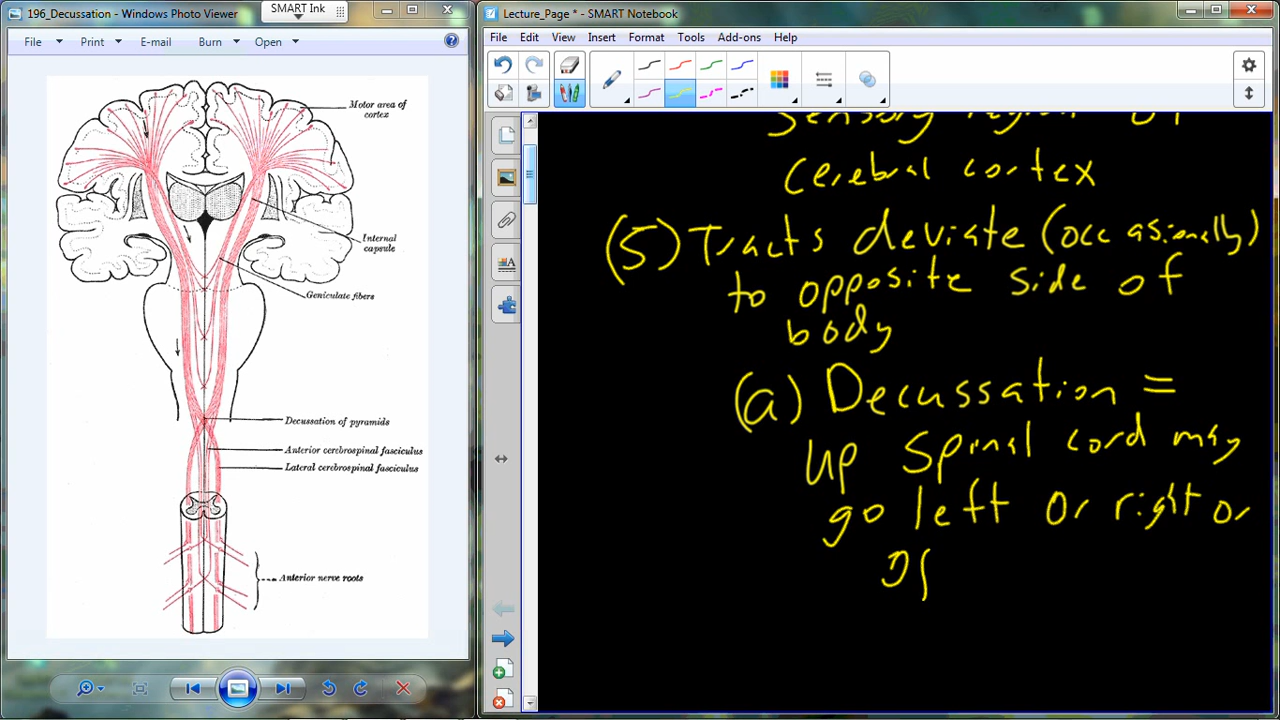 196_Decussation - Windows Photo Viewer
SMART Ink
File Print E-mail Burn Open
Motor area of
cortex
Internal
capsule
Geniculate fibers
Decussation of pyramids
Anterior cerebrospinal fasciculus
Lateral cerebrospinal fasciculus
Anterior nerve roots
Lecture_Page * - SMART Notebook
File Edit View Insert Format Tools Add-ons Help
Sensory region of
cerebral cortex
(5) Tracts deviate (occasionally)
to opposite side of
body
(a) Decussation =
up spinal cord may
go left or right or